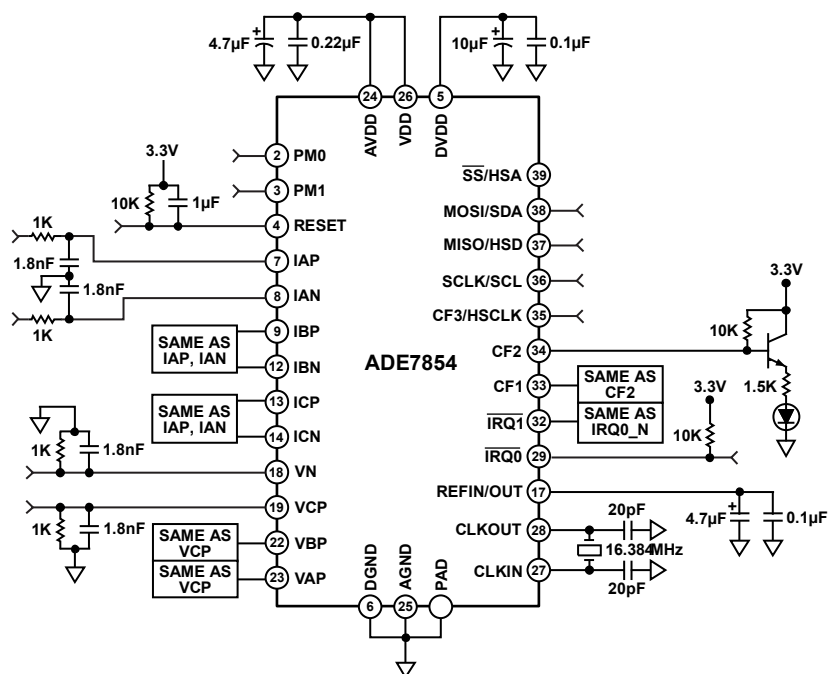 4.7µF
+
0.22µF
10µF
+
0.1µF
24
26
5
AVDD
VDD
DVDD
2
PM0
3
PM1
3.3V
10K
1µF
4
RESET
1K
7
IAP
1.8nF
1.8nF
8
IAN
1K
9
IBP
SAME AS
IAP, IAN
12
IBN
13
ICP
SAME AS
IAP, IAN
14
ICN
1K
1.8nF
18
VN
19
VCP
1K
1.8nF
SAME AS
VCP
22
VBP
SAME AS
VCP
23
VAP
ADE7854
SS/HSA
39
MOSI/SDA
38
MISO/HSD
37
SCLK/SCL
36
CF3/HSCLK
35
CF2
34
3.3V
10K
1.5K
CF1
33
SAME AS
CF2
IRQ1
32
SAME AS
IRQ0_N
3.3V
10K
IRQ0
29
REFIN/OUT
17
4.7µF
+
0.1µF
20pF
CLKOUT
28
16.384MHz
CLKIN
27
20pF
DGND
AGND
PAD
6
25